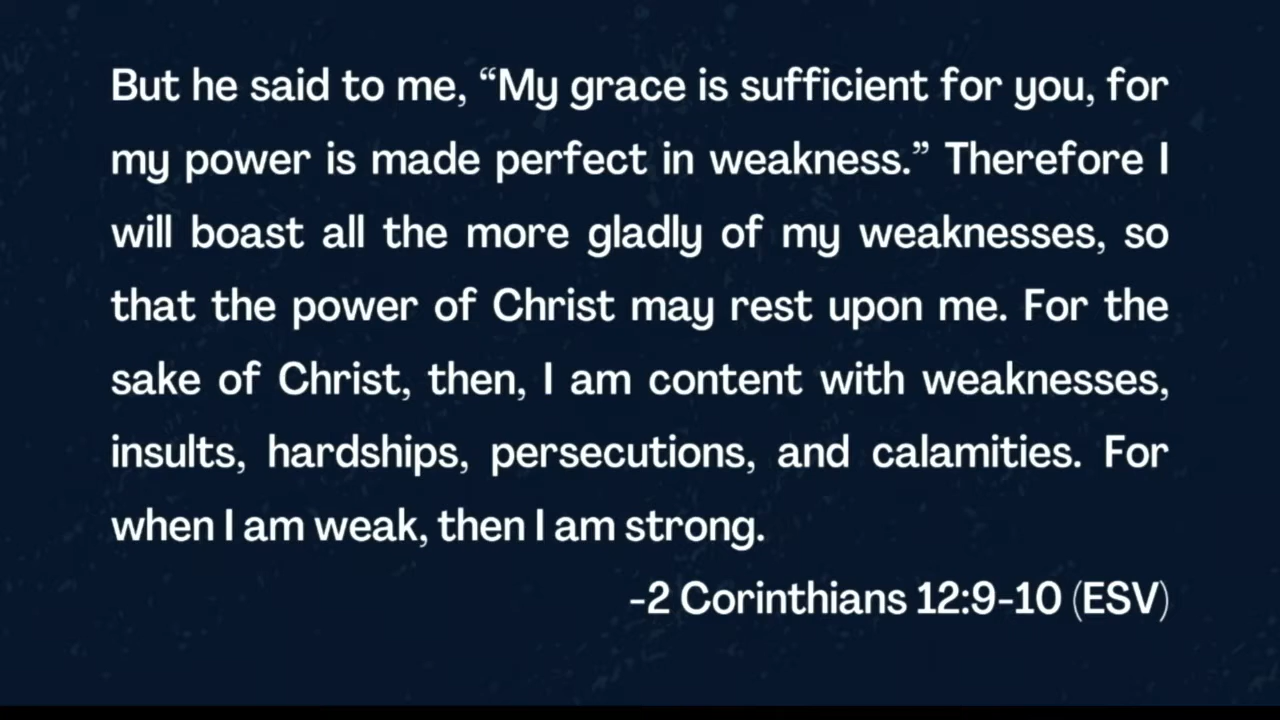 But he said to me, “My grace is sufficient for you, for
my power is made perfect in weakness.” Therefore I
will boast all the more gladly of my weaknesses, so
that the power of Christ may rest upon me. For the
sake of Christ, then, I am content with weaknesses,
insults, hardships, persecutions, and calamities. For
when I am weak, then I am strong.
-2 Corinthians 12:9-10 (ESV)